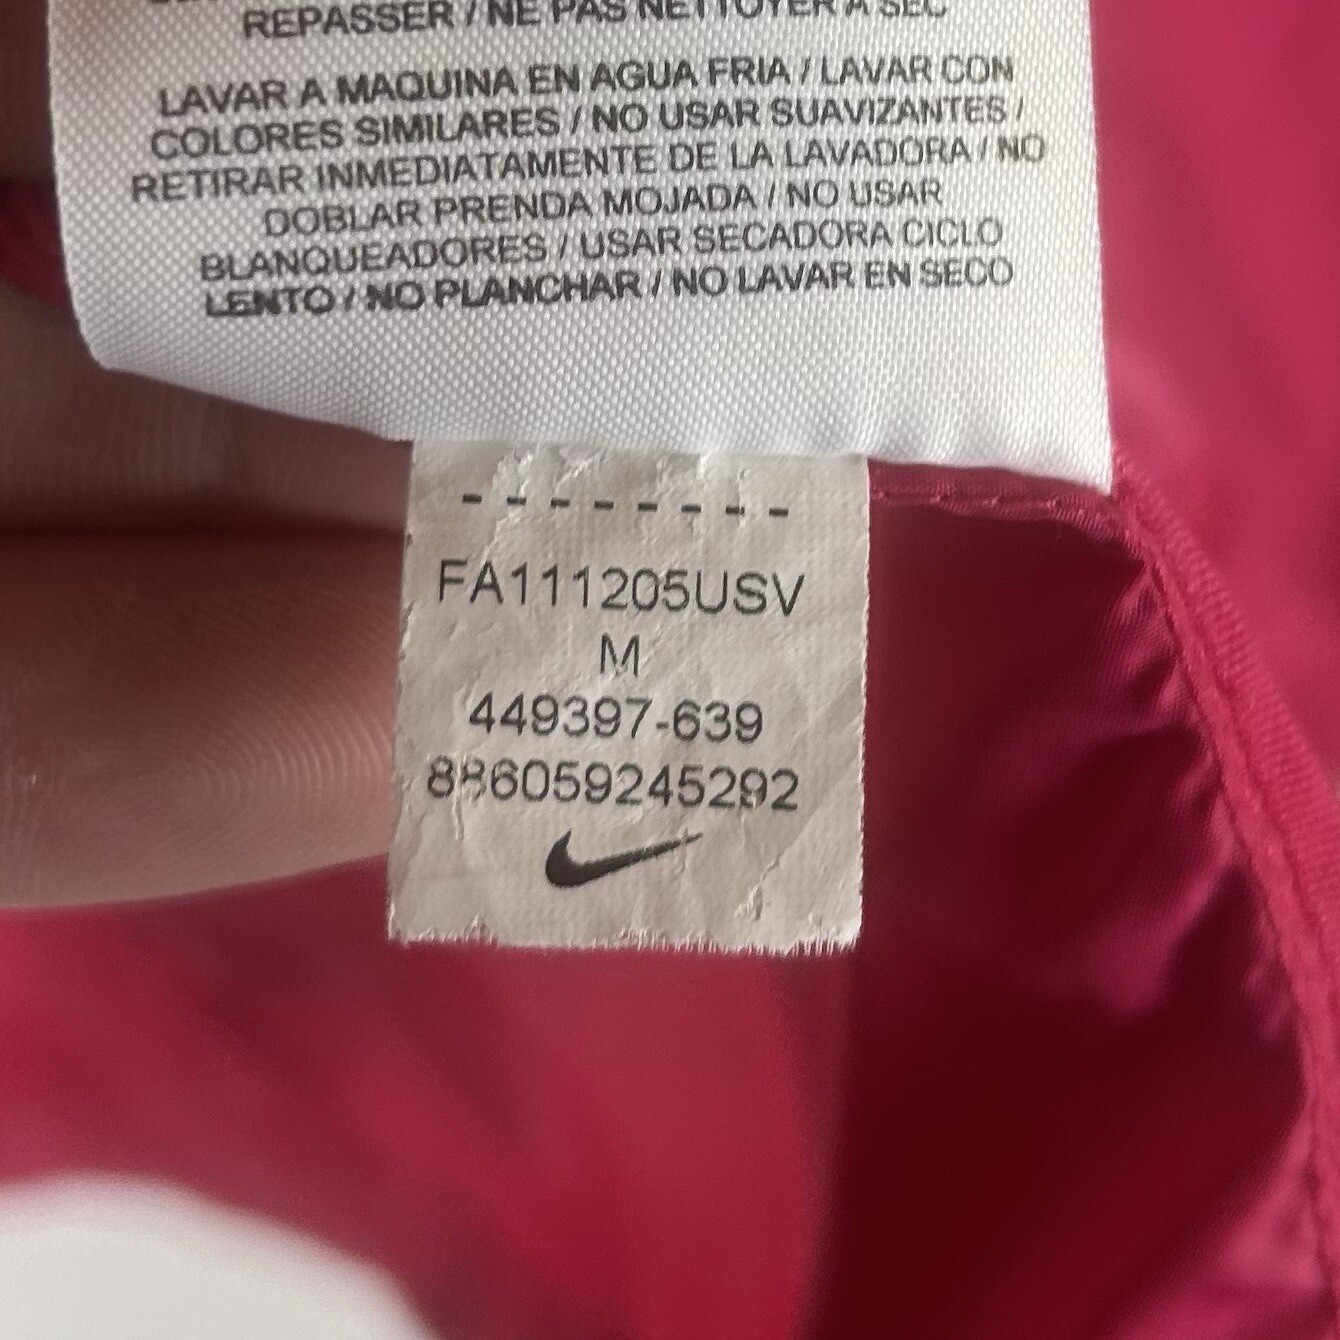 REPASSER / NE PAS NETTOYER A SEC
LAVAR A MAQUINA EN AGUA FRIA / LAVAR CON
COLORES SIMILARES / NO USAR SUAVIZANTES /
RETIRAR INMEDIATAMENTE DE LA LAVADORA / NO
DOBLAR PRENDA MOJADA / NO USAR
BLANQUEADORES / USAR SECADORA CICLO
LENTO / NO PLANCHAR / NO LAVAR EN SECO
- - - - - - - -
FA111205USV
M
449397-639
886059245292